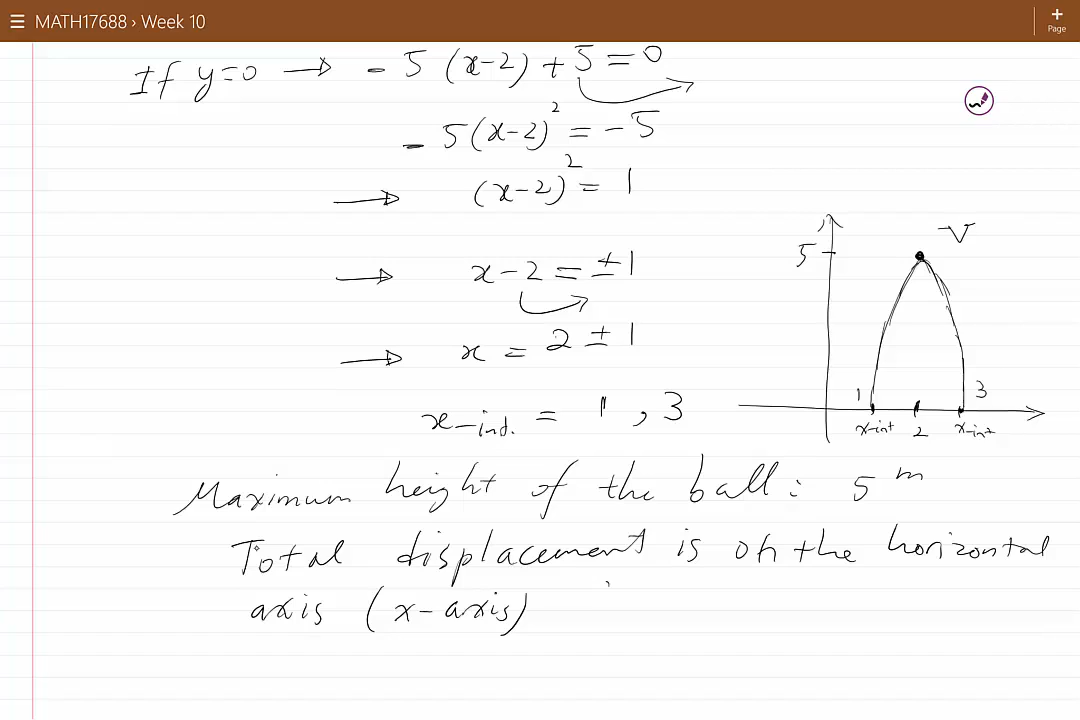 MATH17688 › Week 10
Page
If y=0 → -5(x-2)+5=0
-5(x-2)²=-5
→ (x-2)²=1
→ x-2=±1
→ x=2±1
x-int.=1,3
V
5
1
3
x-int 2 x-int
Maximum height of the ball: 5 m
Total displacement is on the horizontal
axis (x-axis)